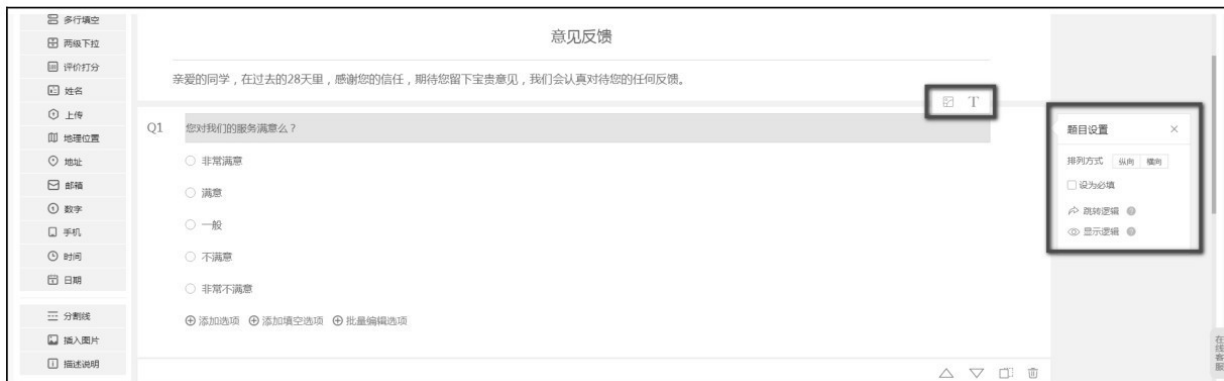 多行填空
两级下拉
评价打分
姓名
上传
地理位置
地址
邮箱
数字
手机
时间
日期
分割线
插入图片
描述说明
意见反馈
亲爱的同学，在过去的28天里，感谢您的信任，期待您留下宝贵意见，我们会认真对待您的任何反馈。
T
Q1 您对我们的服务满意么？
非常满意
满意
一般
不满意
非常不满意
添加选项 添加填空选项 批量编辑选项
题目设置 ×
排列方式 纵向 横向
设为必填
跳转逻辑
显示逻辑
在线客服